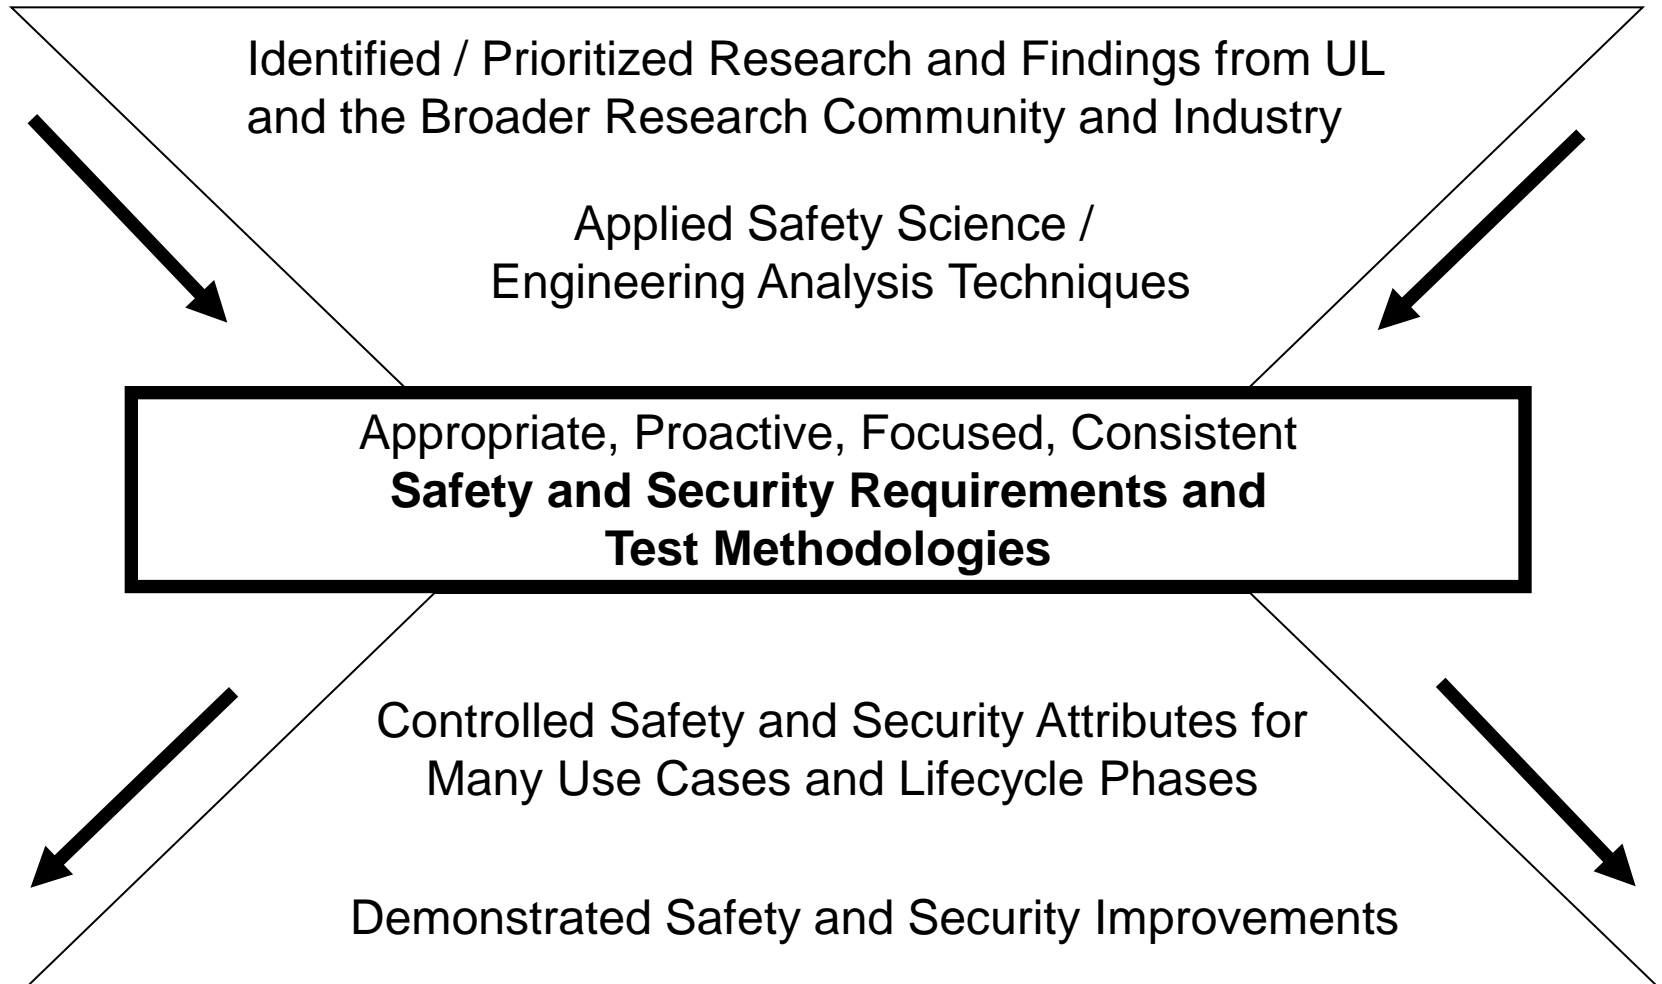 Identified / Prioritized Research and Findings from UL
and the Broader Research Community and Industry
Applied Safety Science /
Engineering Analysis Techniques
Appropriate, Proactive, Focused, Consistent
Safety and Security Requirements and
Test Methodologies
Controlled Safety and Security Attributes for
Many Use Cases and Lifecycle Phases
Demonstrated Safety and Security Improvements